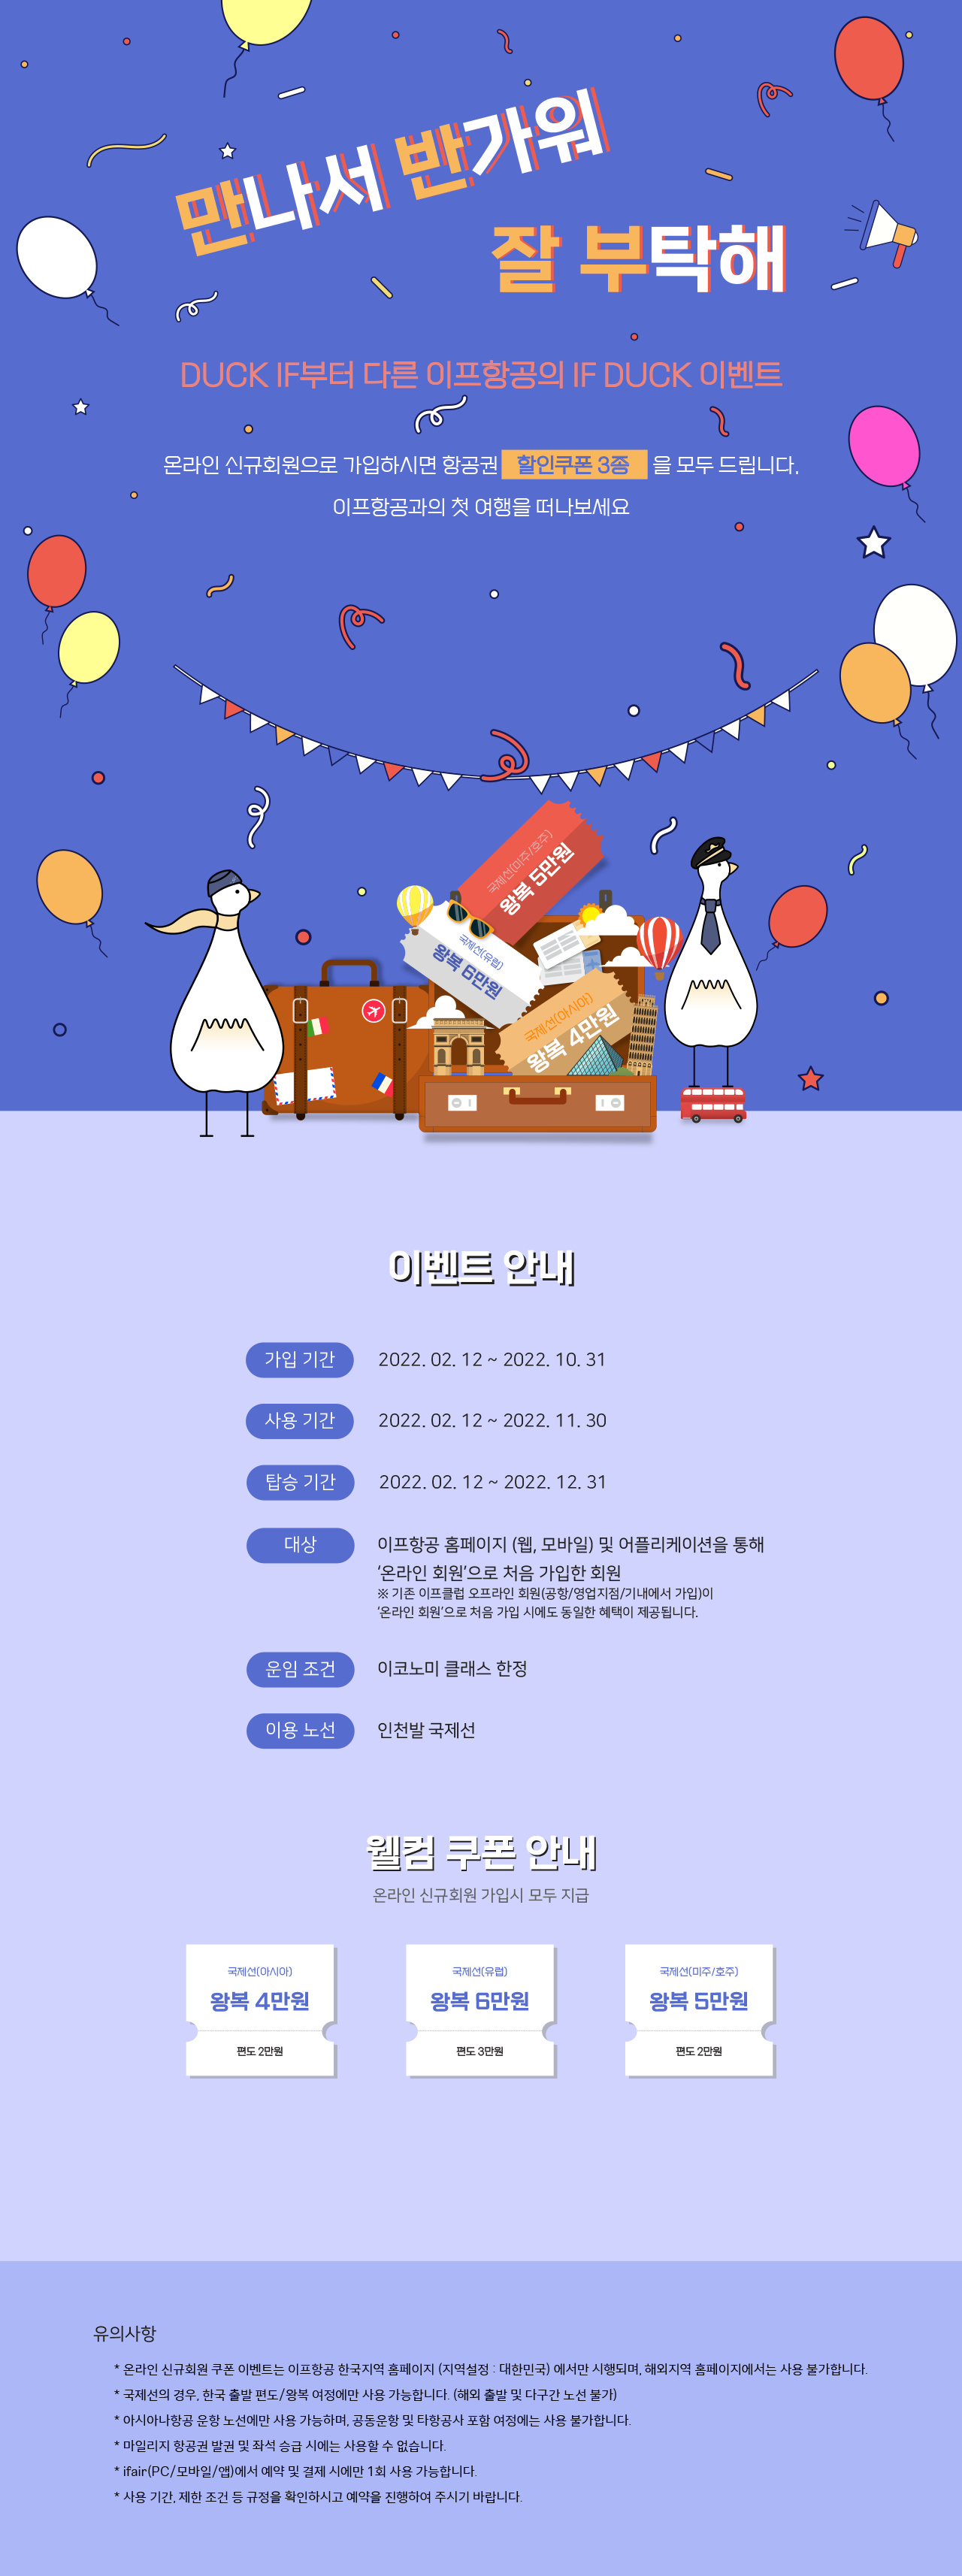 만나서 반가워
잘 부탁해
DUCK IF부터 다른 이프항공의 IF DUCK 이벤트
온라인 신규회원으로 가입하시면 항공권 할인쿠폰 3종 을 모두 드립니다.
이프항공과의 첫 여행을 떠나보세요
국제선(미주/호주)
왕복 5만원
국제선(유럽)
왕복 6만원
국제선(아시아)
왕복 4만원
이벤트 안내
가입 기간 2022. 02. 12 ~ 2022. 10. 31
사용 기간 2022. 02. 12 ~ 2022. 11. 30
탑승 기간 2022. 02. 12 ~ 2022. 12. 31
대상 이프항공 홈페이지 (웹, 모바일) 및 어플리케이션을 통해
‘온라인 회원’으로 처음 가입한 회원
※ 기존 이프클럽 오프라인 회원(공항/영업지점/기내에서 가입)이
‘온라인 회원’으로 처음 가입 시에도 동일한 혜택이 제공됩니다.
운임 조건 이코노미 클래스 한정
이용 노선 인천발 국제선
웰컴 쿠폰 안내
온라인 신규회원 가입시 모두 지급
국제선(아시아)
왕복 4만원
편도 2만원
국제선(유럽)
왕복 6만원
편도 3만원
국제선(미주/호주)
왕복 5만원
편도 2만원
유의사항
* 온라인 신규회원 쿠폰 이벤트는 이프항공 한국지역 홈페이지 (지역설정 : 대한민국) 에서만 시행되며, 해외지역 홈페이지에서는 사용 불가합니다.
* 국제선의 경우, 한국 출발 편도/왕복 여정에만 사용 가능합니다. (해외 출발 및 다구간 노선 불가)
* 아시아나항공 운항 노선에만 사용 가능하며, 공동운항 및 타항공사 포함 여정에는 사용 불가합니다.
* 마일리지 항공권 발권 및 좌석 승급 시에는 사용할 수 없습니다.
* ifair(PC/모바일/앱)에서 예약 및 결제 시에만 1회 사용 가능합니다.
* 사용 기간, 제한 조건 등 규정을 확인하시고 예약을 진행하여 주시기 바랍니다.